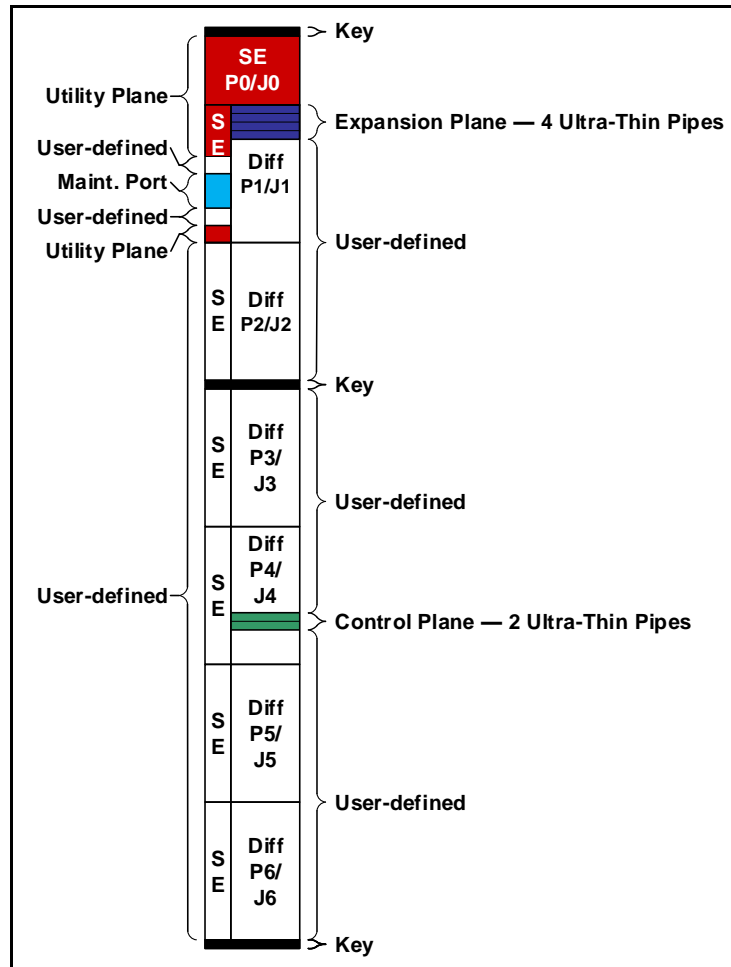 Key
SE
P0/J0
Utility Plane
S
E
Expansion Plane — 4 Ultra-Thin Pipes
User-defined
Diff
P1/J1
Maint. Port
User-defined
Utility Plane
User-defined
S
E
Diff
P2/J2
Key
S
E
Diff
P3/
J3
User-defined
S
E
Diff
P4/
J4
User-defined
Control Plane — 2 Ultra-Thin Pipes
S
E
Diff
P5/
J5
User-defined
S
E
Diff
P6/
J6
Key